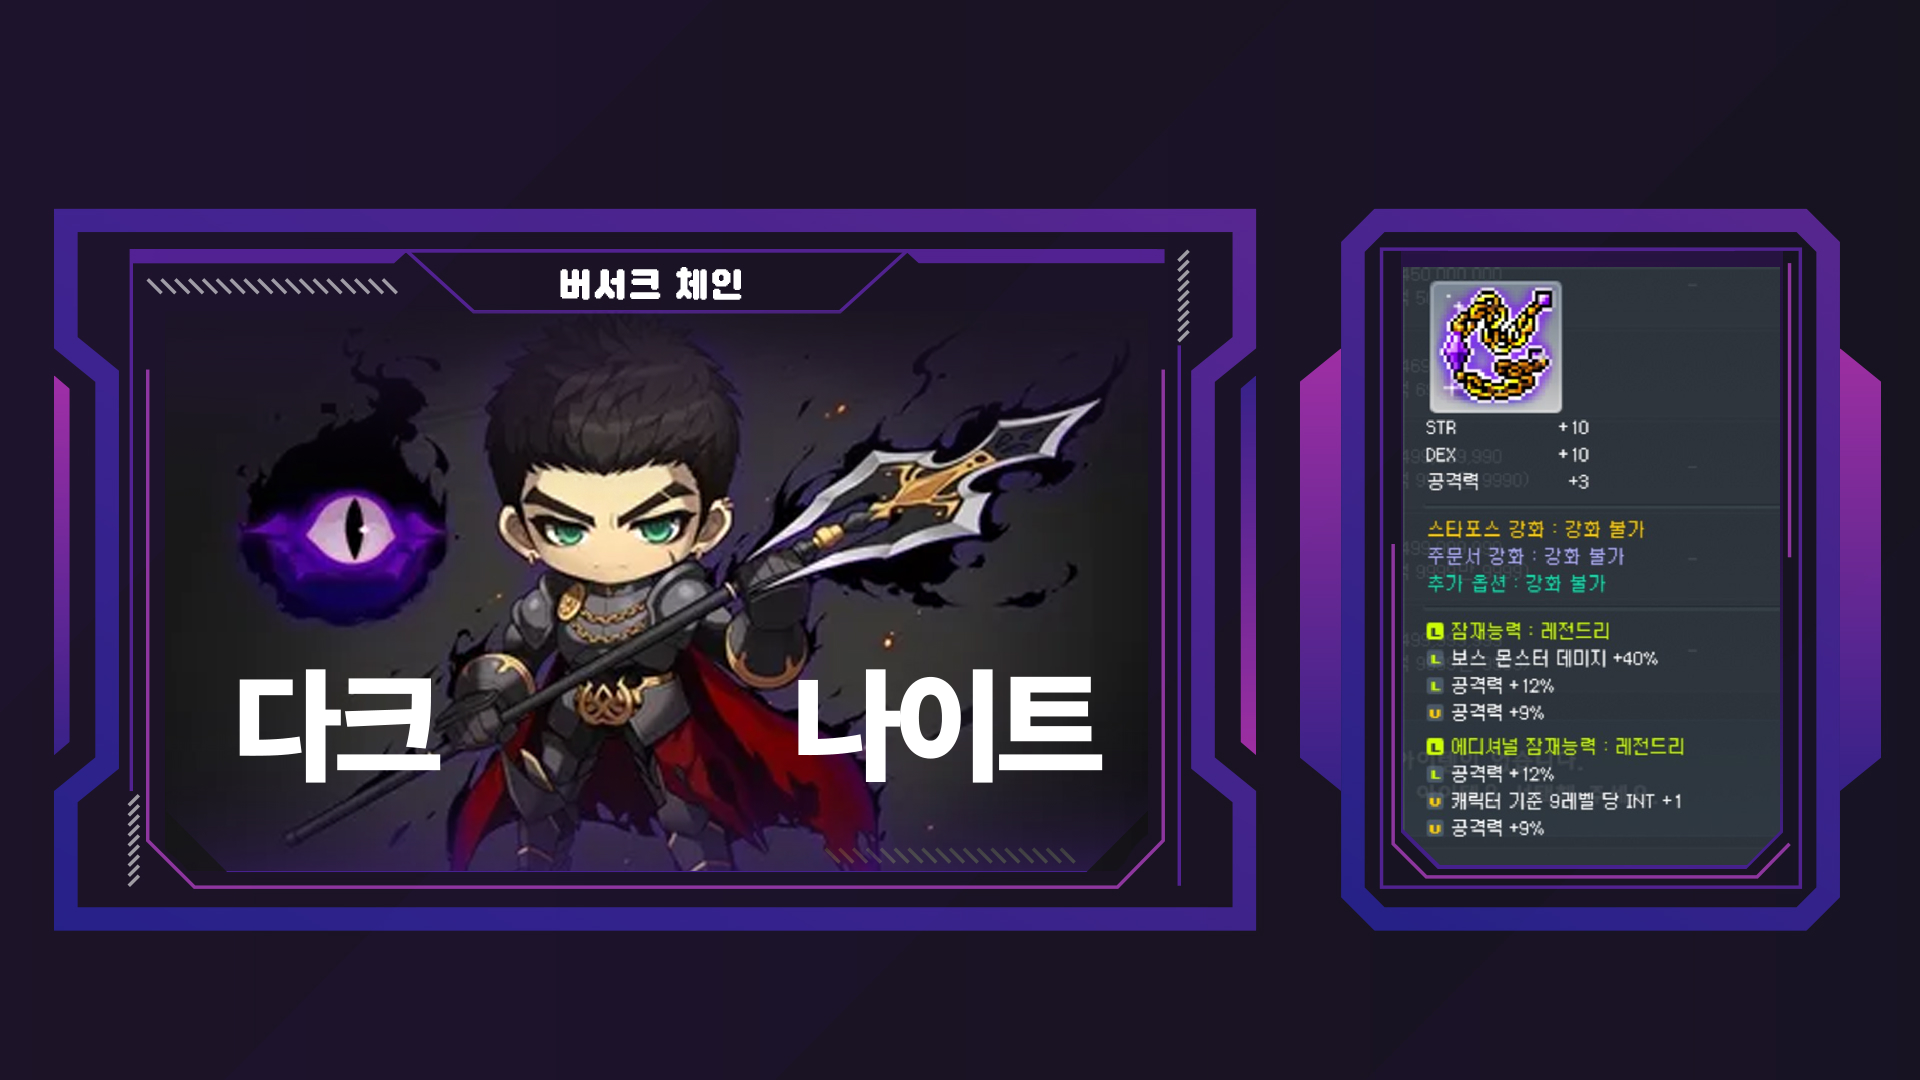 버서크 체인
다크 나이트
STR +10
DEX +10
공격력 +3
스타포스 강화 : 강화 불가
주문서 강화 : 강화 불가
추가 옵션 : 강화 불가
L 잠재능력 : 레전드리
L 보스 몬스터 데미지 +40%
L 공격력 +12%
U 공격력 +9%
L 에디셔널 잠재능력 : 레전드리
L 공격력 +12%
U 캐릭터 기준 9레벨 당 INT +1
U 공격력 +9%